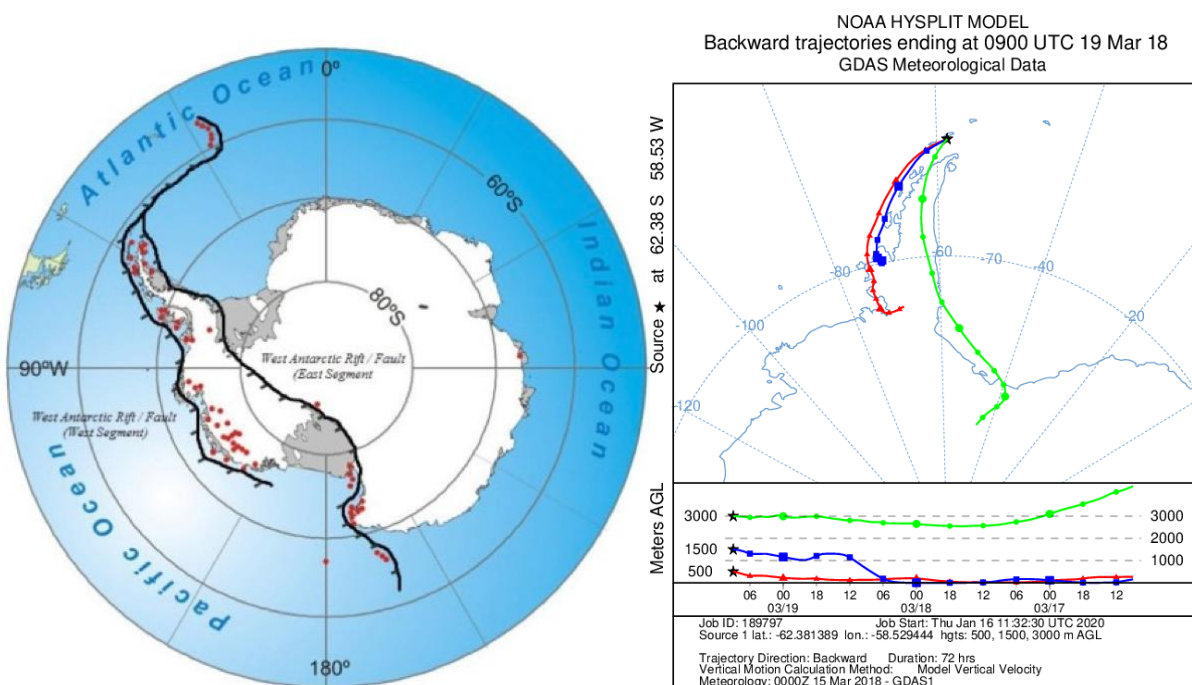 0º
Atlantic Ocean
60ºS
Indian Ocean
80ºS
West Antarctic Rift / Fault
(East Segment
90ºW
West Antarctic Rift / Fault
(West Segment)
Pacific Ocean
180º
NOAA HYSPLIT MODEL
Backward trajectories ending at 0900 UTC 19 Mar 18
GDAS Meteorological Data
Source ★ at 62.38 S 58.53 W
-60
-70
-40
-80
-100
-20
-120
Meters AGL
3000
3000
2000
1500
1000
500
06 00 18 12 06 00 18 12 06 00 18 12
03/19 03/18 03/17
Job ID: 189797 Job Start: Thu Jan 16 11:32:30 UTC 2020
Source 1 lat.: -62.381389 lon.: -58.529444 hgts: 500, 1500, 3000 m AGL
Trajectory Direction: Backward Duration: 72 hrs
Vertical Motion Calculation Method: Model Vertical Velocity
Meteorology: 0000Z 15 Mar 2018 - GDAS1